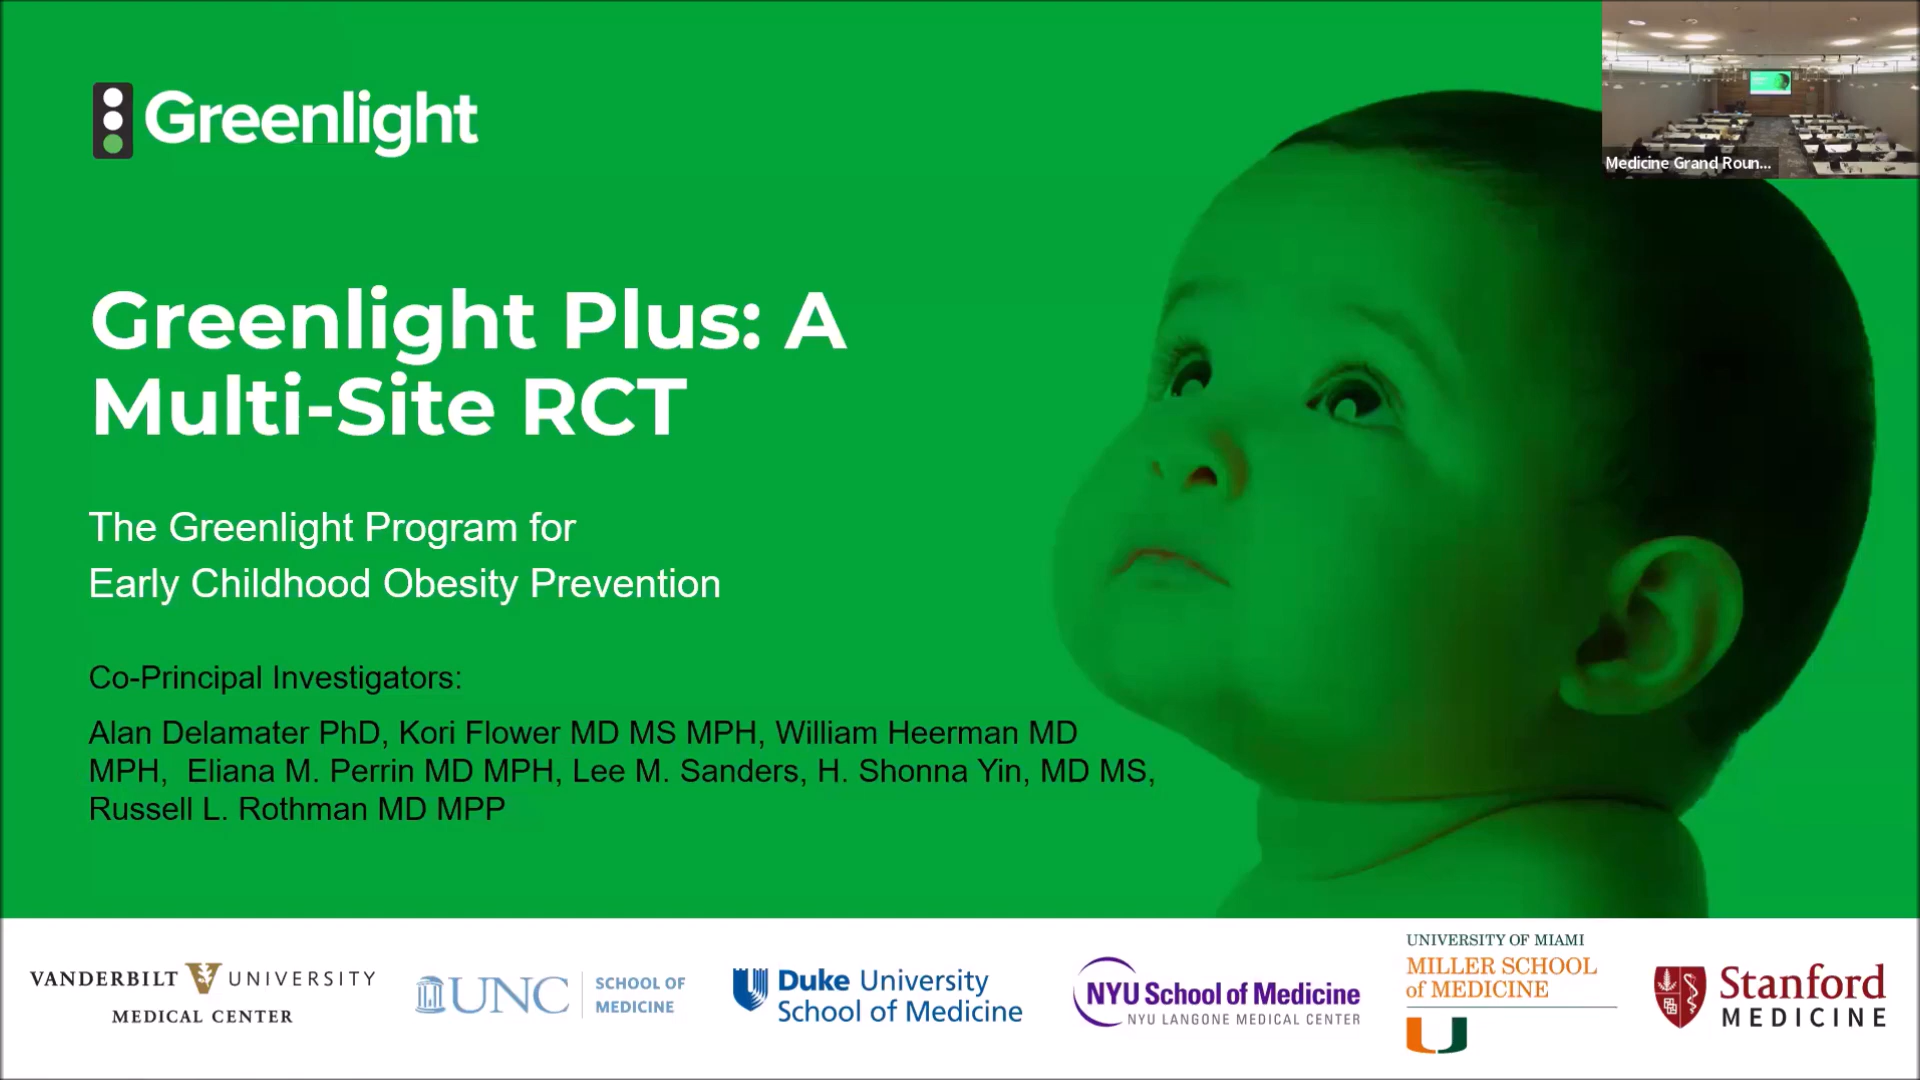 Greenlight
Medicine Grand Roun...
Greenlight Plus: A
Multi-Site RCT
The Greenlight Program for
Early Childhood Obesity Prevention
Co-Principal Investigators:
Alan Delamater PhD, Kori Flower MD MS MPH, William Heerman MD
MPH, Eliana M. Perrin MD MPH, Lee M. Sanders, H. Shonna Yin, MD MS,
Russell L. Rothman MD MPP
VANDERBILT UNIVERSITY
MEDICAL CENTER
UNC
SCHOOL OF
MEDICINE
Duke University
School of Medicine
NYU School of Medicine
NYU LANGONE MEDICAL CENTER
UNIVERSITY OF MIAMI
MILLER SCHOOL
of MEDICINE
U
Stanford
MEDICINE